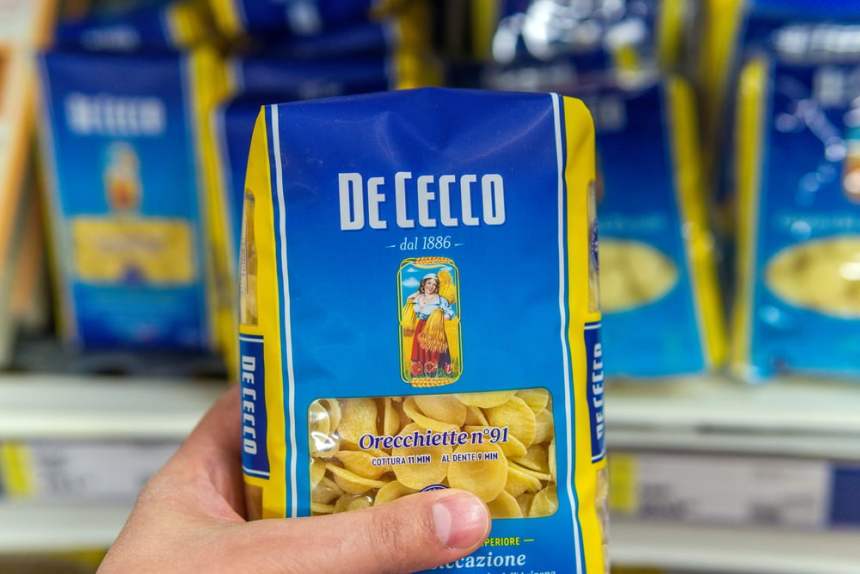 DE CECCO
DE CECCO
dal 1886
Orecchiette n°91
COTTURA 11 MIN AL DENTE 9 MIN
DE CECCO
DE CECCO